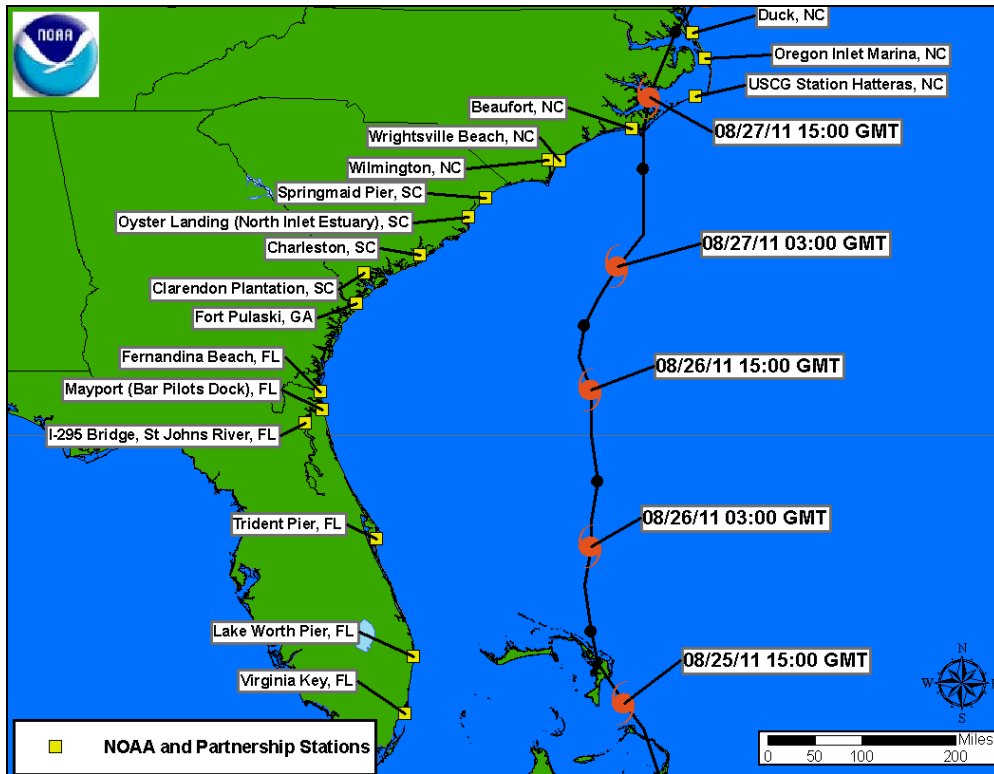 NOAA
Duck, NC
Oregon Inlet Marina, NC
USCG Station Hatteras, NC
Beaufort, NC
08/27/11 15:00 GMT
Wrightsville Beach, NC
Wilmington, NC
Springmaid Pier, SC
Oyster Landing (North Inlet Estuary), SC
08/27/11 03:00 GMT
Charleston, SC
Clarendon Plantation, SC
Fort Pulaski, GA
Fernandina Beach, FL
08/26/11 15:00 GMT
Mayport (Bar Pilots Dock), FL
I-295 Bridge, St Johns River, FL
08/26/11 03:00 GMT
Trident Pier, FL
Lake Worth Pier, FL
08/25/11 15:00 GMT
Virginia Key, FL
N
W E
S
NOAA and Partnership Stations
Miles
0 50 100 200